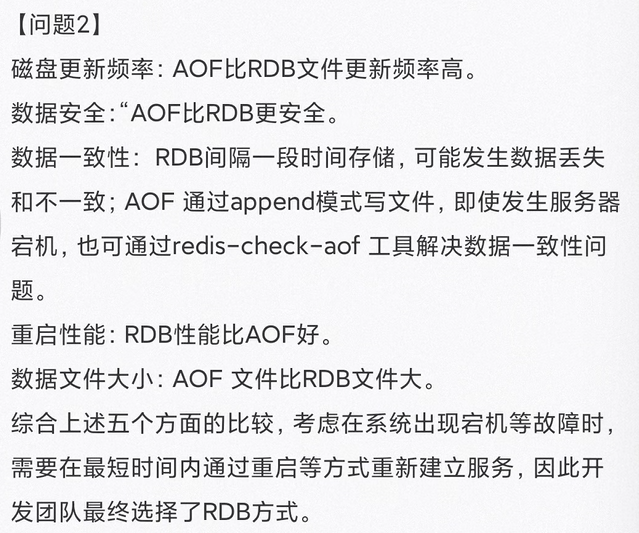 【问题2】
磁盘更新频率：AOF比RDB文件更新频率高。
数据安全：“AOF比RDB更安全。
数据一致性：RDB间隔一段时间存储，可能发生数据丢失
和不一致；AOF 通过append模式写文件，即使发生服务器
宕机，也可通过redis-check-aof 工具解决数据一致性问
题。
重启性能：RDB性能比AOF好。
数据文件大小：AOF 文件比RDB文件大。
综合上述五个方面的比较，考虑在系统出现宕机等故障时，
需要在最短时间内通过重启等方式重新建立服务，因此开
发团队最终选择了RDB方式。